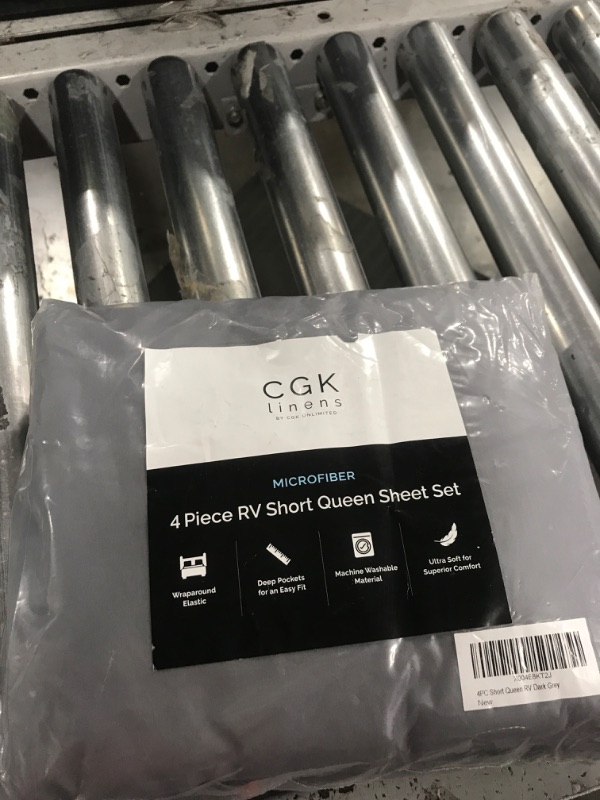 CGK
linens
BY CGK UNLIMITED
MICROFIBER
4 Piece RV Short Queen Sheet Set
Wraparound
Elastic
Deep Pockets
for an Easy Fit
Machine Washable
Material
Ultra Soft for
Superior Comfort
X004EBKT2J
4PC Short Queen RV Dark Grey
New